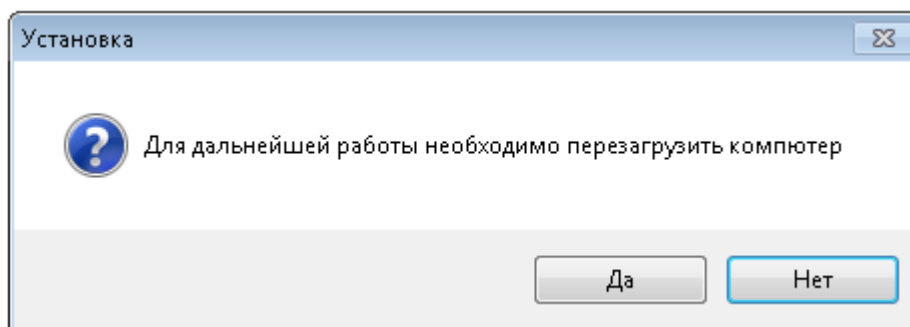 Установка
Для дальнейшей работы необходимо перезагрузить компютер
Да
Нет